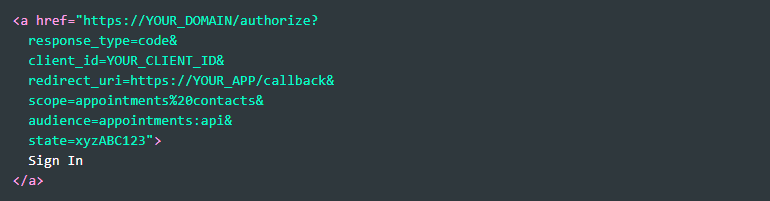 <a href="https://YOUR_DOMAIN/authorize?
response_type=code&
client_id=YOUR_CLIENT_ID&
redirect_uri=https://YOUR_APP/callback&
scope=appointments%20contacts&
audience=appointments:api&
state=xyzABC123">
Sign In
</a>